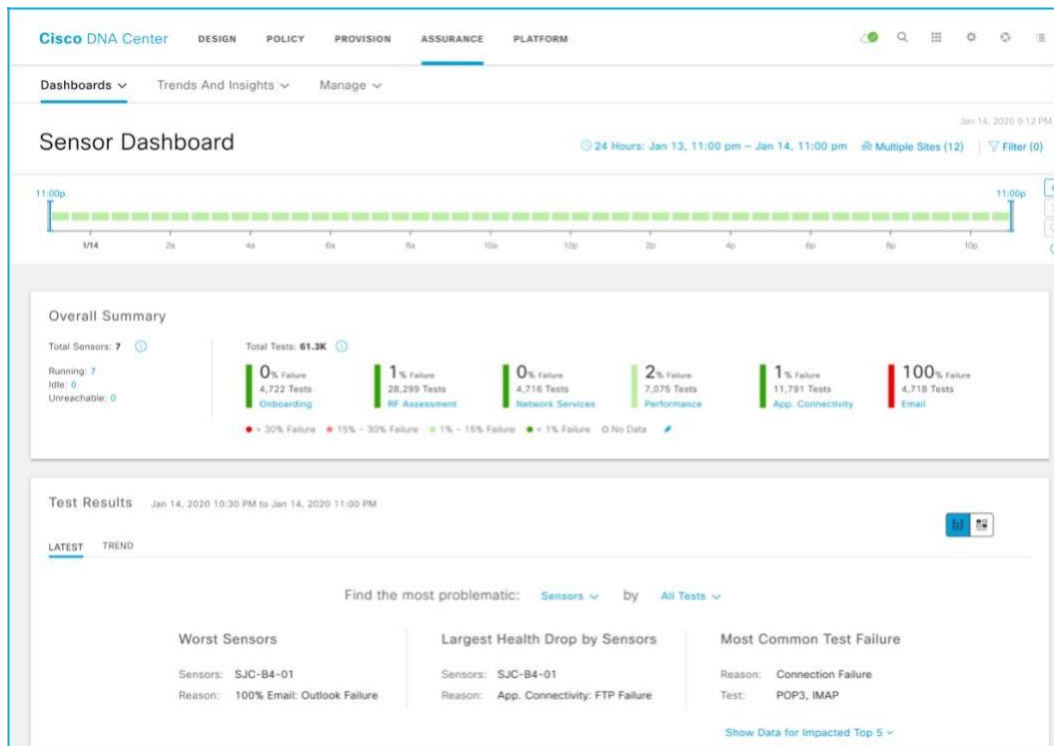 Cisco DNA Center DESIGN POLICY PROVISION ASSURANCE PLATFORM
Dashboards Trends And Insights Manage
Jan 14, 2020 9:12 PM
Sensor Dashboard
24 Hours: Jan 13, 11:00 pm – Jan 14, 11:00 pm Multiple Sites (12) Filter (0)
11:00p 11:00p
1/14 2a 4a 6a 8a 10a 12p 2p 4p 6p 8p 10p
Overall Summary
Total Sensors: 7 Total Tests: 61.3K
Running: 7
Idle: 0
Unreachable: 0
0% Failure 1% Failure 0% Failure 2% Failure 1% Failure 100% Failure
4,722 Tests 28,299 Tests 4,716 Tests 7,075 Tests 11,791 Tests 4,718 Tests
Onboarding RF Assessment Network Services Performance App. Connectivity Email
> 30% Failure 15% - 30% Failure 1% - 15% Failure < 1% Failure No Data
Test Results Jan 14, 2020 10:30 PM to Jan 14, 2020 11:00 PM
LATEST TREND
Find the most problematic: Sensors by All Tests
Worst Sensors Largest Health Drop by Sensors Most Common Test Failure
Sensors: SJC-B4-01 Sensors: SJC-B4-01 Reason: Connection Failure
Reason: 100% Email: Outlook Failure Reason: App. Connectivity: FTP Failure Test: POP3, IMAP
Show Data for Impacted Top 5